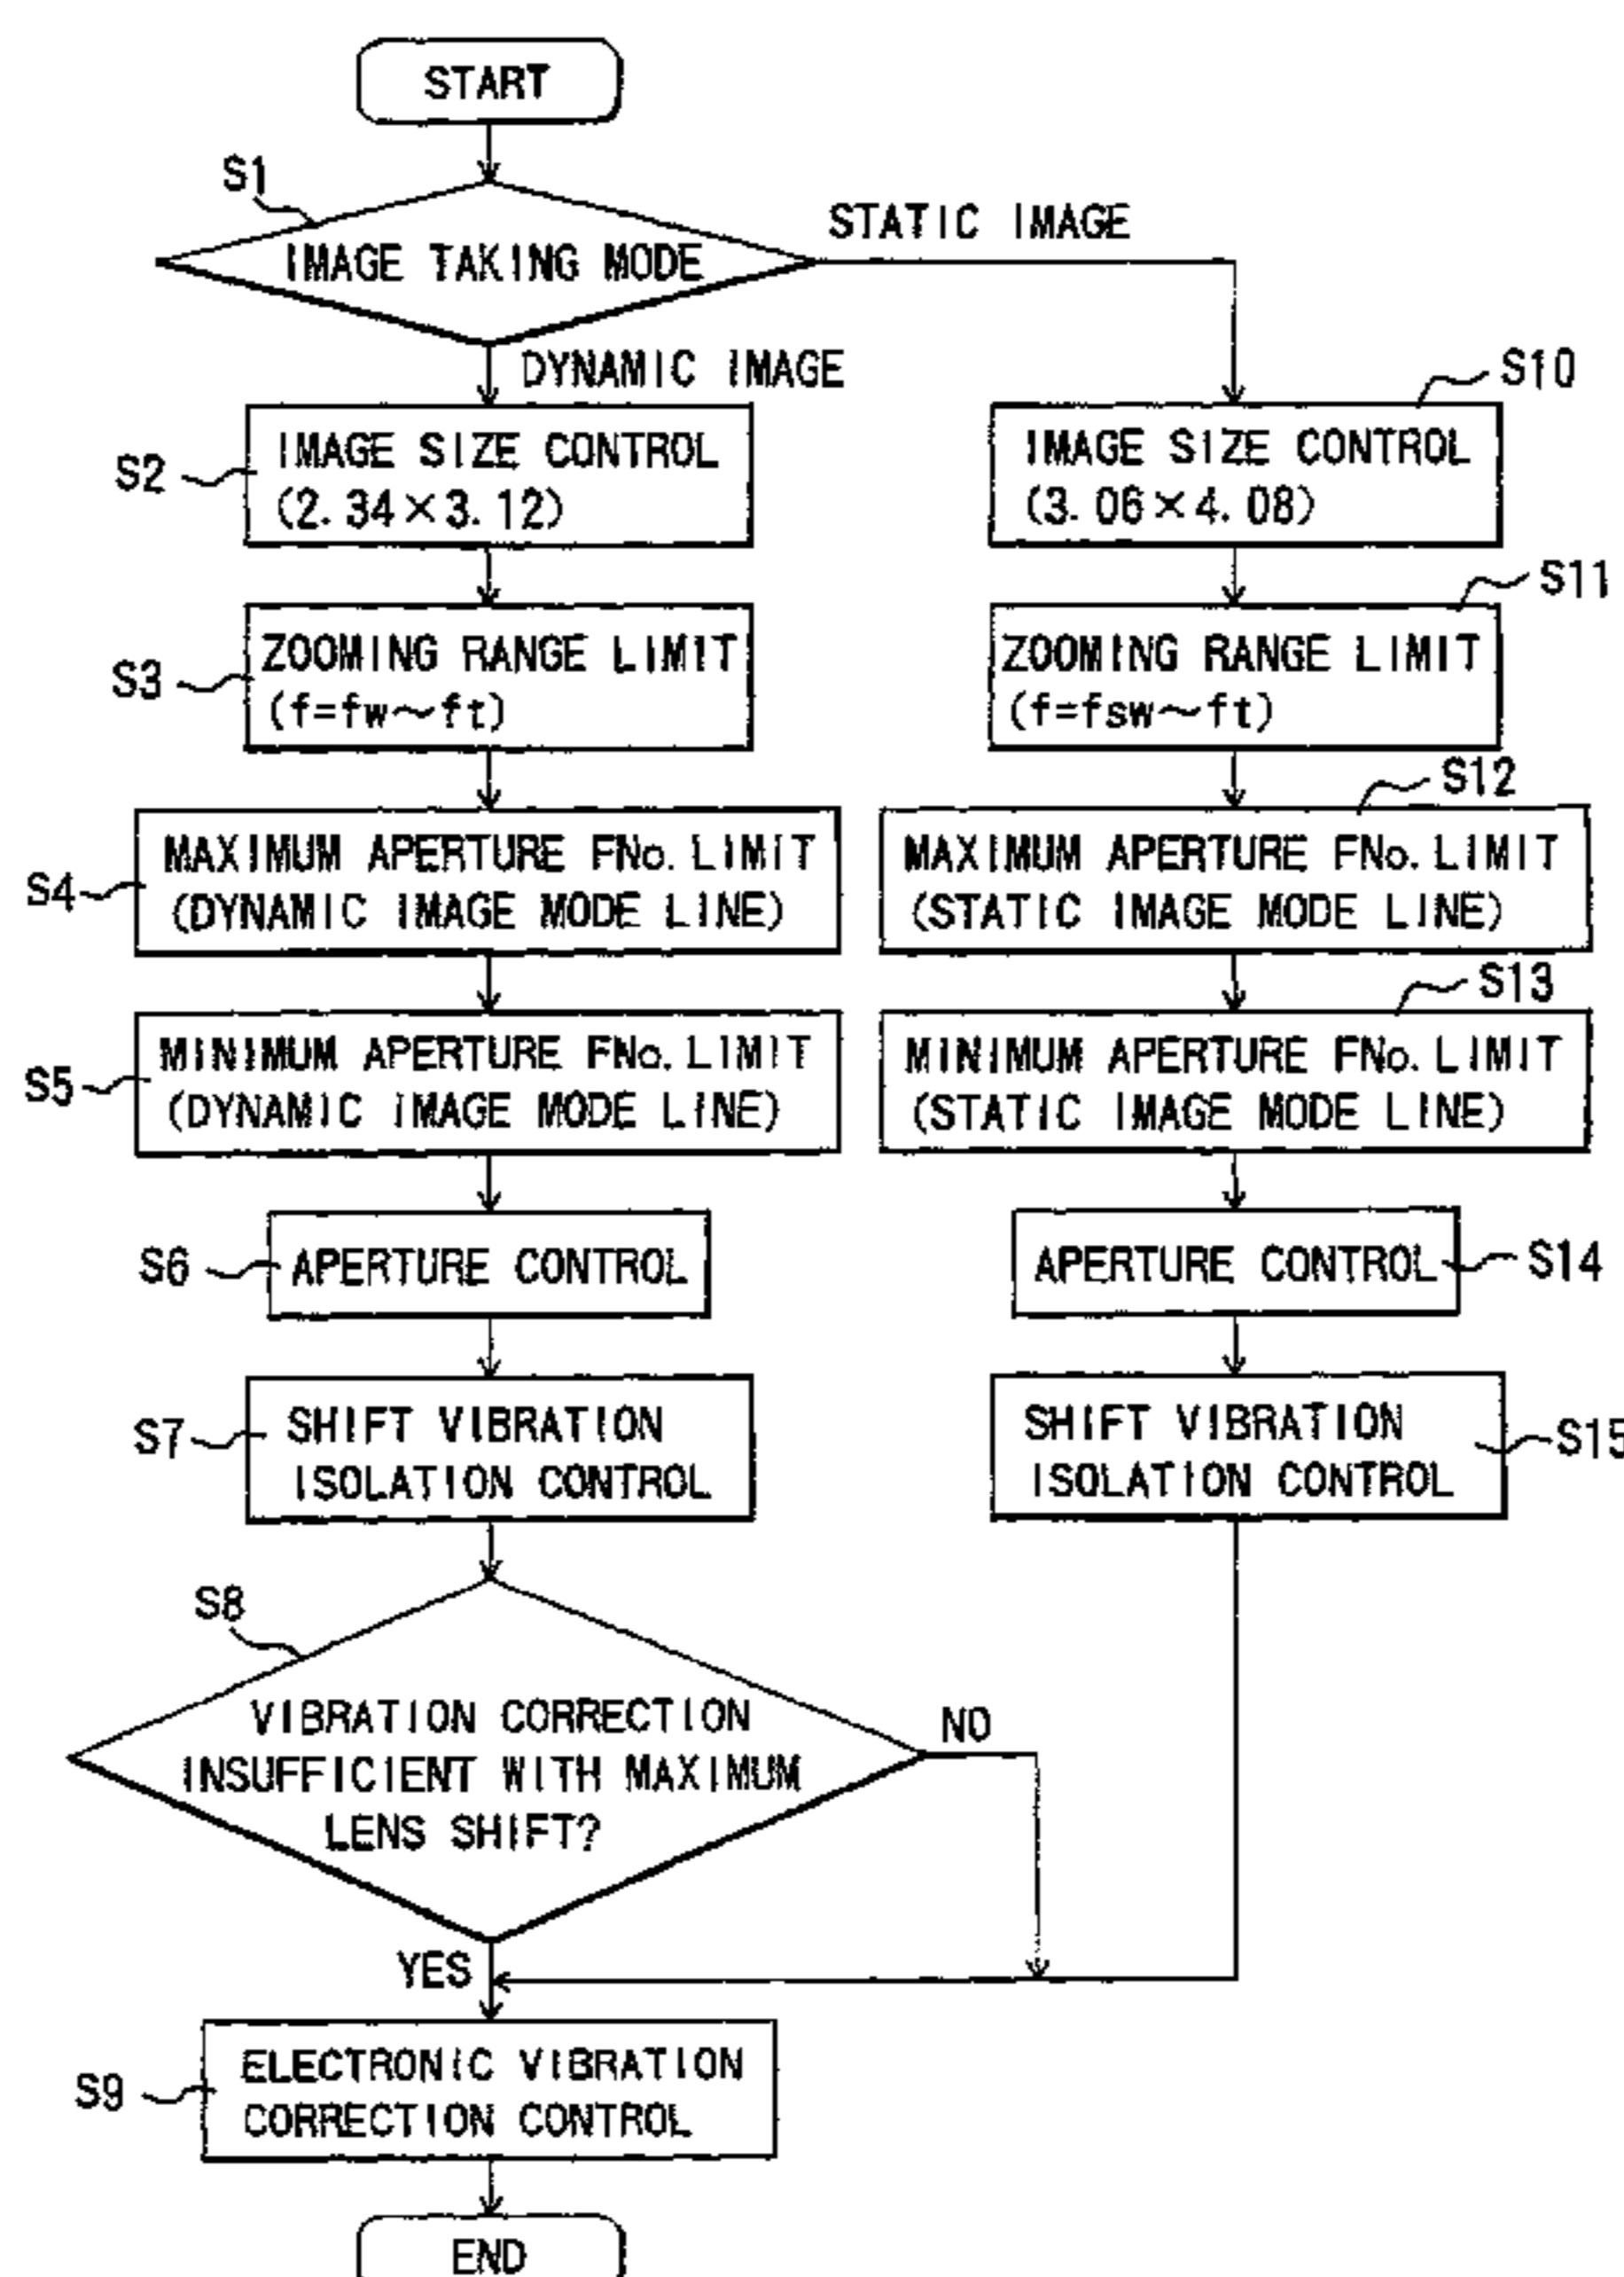 START
S1
IMAGE TAKING MODE
STATIC IMAGE
DYNAMIC IMAGE
S2
IMAGE SIZE CONTROL
(2.34×3.12)
S10
IMAGE SIZE CONTROL
(3.06×4.08)
S3
ZOOMING RANGE LIMIT
(f=fw~ft)
S11
ZOOMING RANGE LIMIT
(f=fsw~ft)
S4
MAXIMUM APERTURE FNo. LIMIT
(DYNAMIC IMAGE MODE LINE)
S12
MAXIMUM APERTURE FNo. LIMIT
(STATIC IMAGE MODE LINE)
S5
MINIMUM APERTURE FNo. LIMIT
(DYNAMIC IMAGE MODE LINE)
S13
MINIMUM APERTURE FNo. LIMIT
(STATIC IMAGE MODE LINE)
S6
APERTURE CONTROL
APERTURE CONTROL
S14
S7
SHIFT VIBRATION
ISOLATION CONTROL
SHIFT VIBRATION
ISOLATION CONTROL
S15
S8
VIBRATION CORRECTION
INSUFFICIENT WITH MAXIMUM
LENS SHIFT?
NO
YES
S9
ELECTRONIC VIBRATION
CORRECTION CONTROL
END